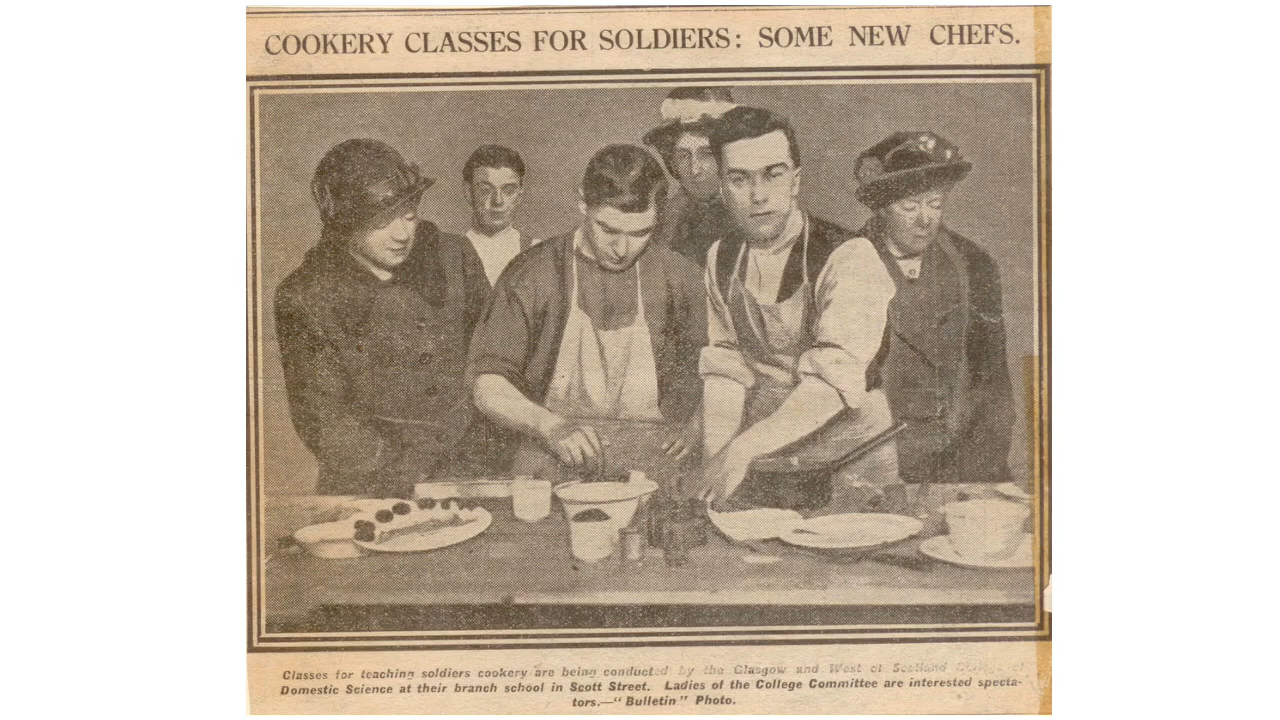 COOKERY CLASSES FOR SOLDIERS: SOME NEW CHEFS.
Classes for teaching soldiers cookery are being conducted by the Glasgow and West of Scotland College of
Domestic Science at their branch school in Scott Street. Ladies of the College Committee are interested specta-
tors.—"Bulletin" Photo.